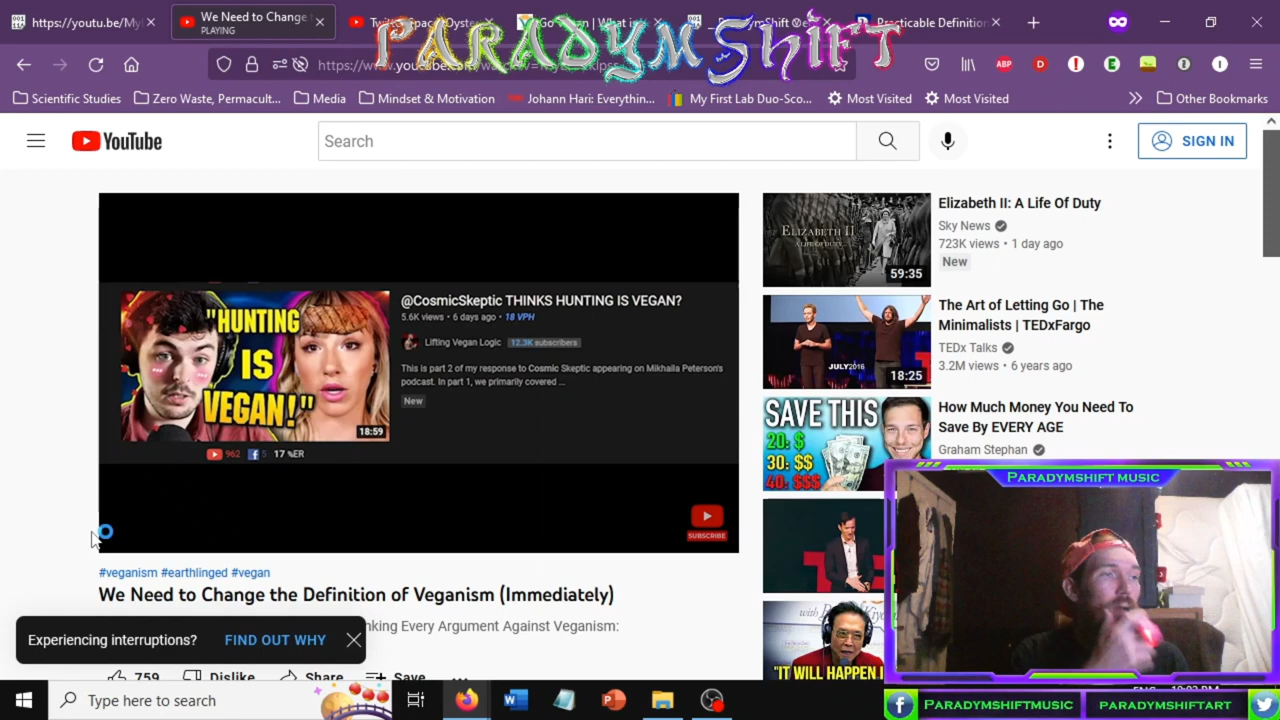 https://youtu.be/My
We Need to Change
PLAYING
Practicable Definition
PARADYMSHIFT
Scientific Studies
Zero Waste, Permacult...
Media
Mindset & Motivation
Johann Hari: Everythin...
My First Lab Duo-Sco...
Most Visited
Most Visited
Other Bookmarks
YouTube
Search
SIGN IN
@CosmicSkeptic THINKS HUNTING IS VEGAN?
5.6K views • 6 days ago • 18 VPH
Lifting Vegan Logic 12.3K subscribers
This is part 2 of my response to Cosmic Skeptic appearing on Mikhaila Peterson's
podcast. In part 1, we primarily covered ...
New
"HUNTING
IS
VEGAN!"
18:59
962
5
17
SUBSCRIBE
#veganism #earthlinged #vegan
We Need to Change the Definition of Veganism (Immediately)
nking Every Argument Against Veganism:
Experiencing interruptions? FIND OUT WHY
759 Dislike Share Save
ELIZABETH II
A LIFE OF DUTY
59:35
Elizabeth II: A Life Of Duty
Sky News
723K views • 1 day ago
New
JULY2016
18:25
The Art of Letting Go | The
Minimalists | TEDxFargo
TEDx Talks
3.2M views • 6 years ago
SAVE THIS
20: $
30: $$
40: $$$
How Much Money You Need To
Save By EVERY AGE
Graham Stephan
"IT WILL HAPPEN
PARADYMSHIFT MUSIC
Type here to search
PARADYMSHIFTMUSIC
PARADYMSHIFTART